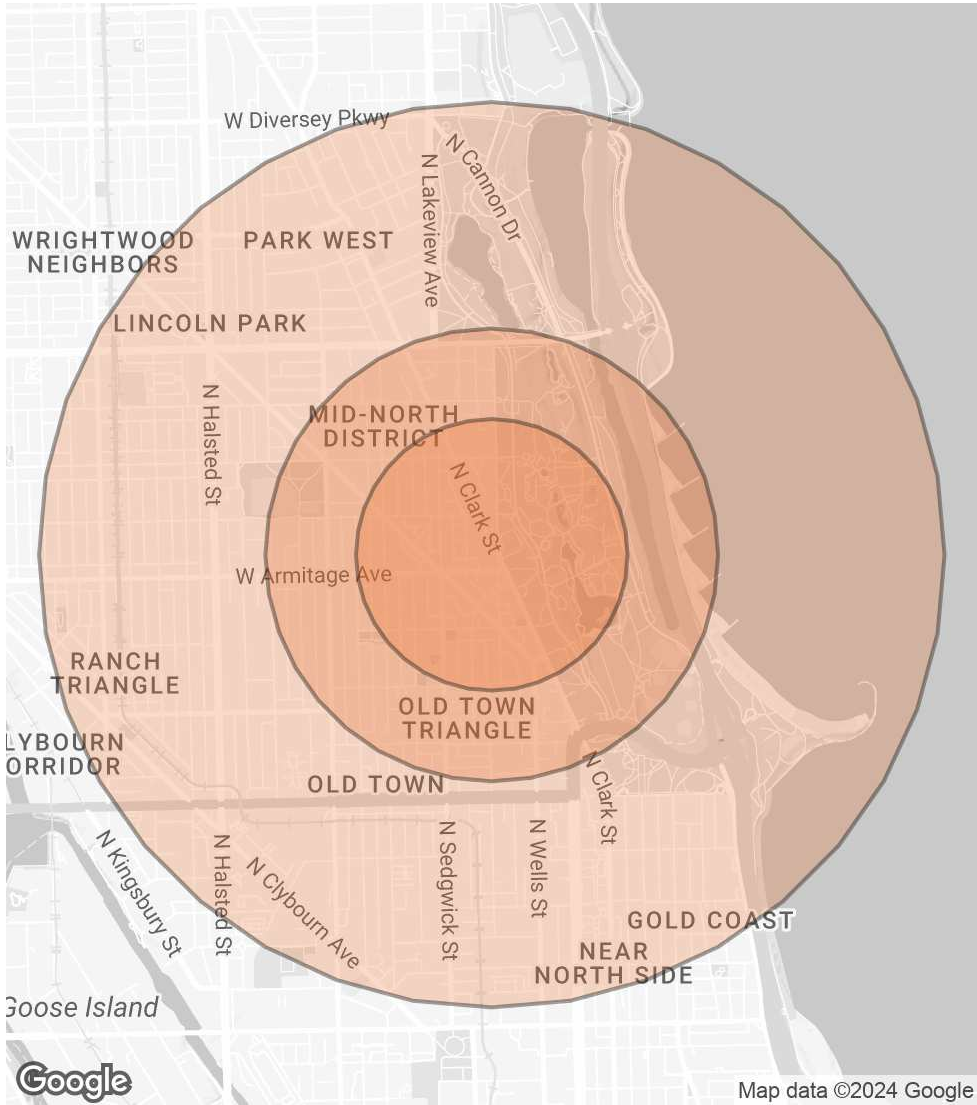 W Diversey Pkwy
N Cannon Dr
N Lakeview Ave
WRIGHTWOOD
NEIGHBORS
PARK WEST
LINCOLN PARK
N Halsted St
MID-NORTH
DISTRICT
N Clark St
W Armitage Ave
RANCH
TRIANGLE
OLD TOWN
TRIANGLE
LYBOURN
ORRIDOR
OLD TOWN
N Clark St
N Kingsbury St
N Halsted St
N Clybourn Ave
N Sedgwick St
N Wells St
GOLD COAST
NEAR
NORTH SIDE
Goose Island
Google
Map data ©2024 Google